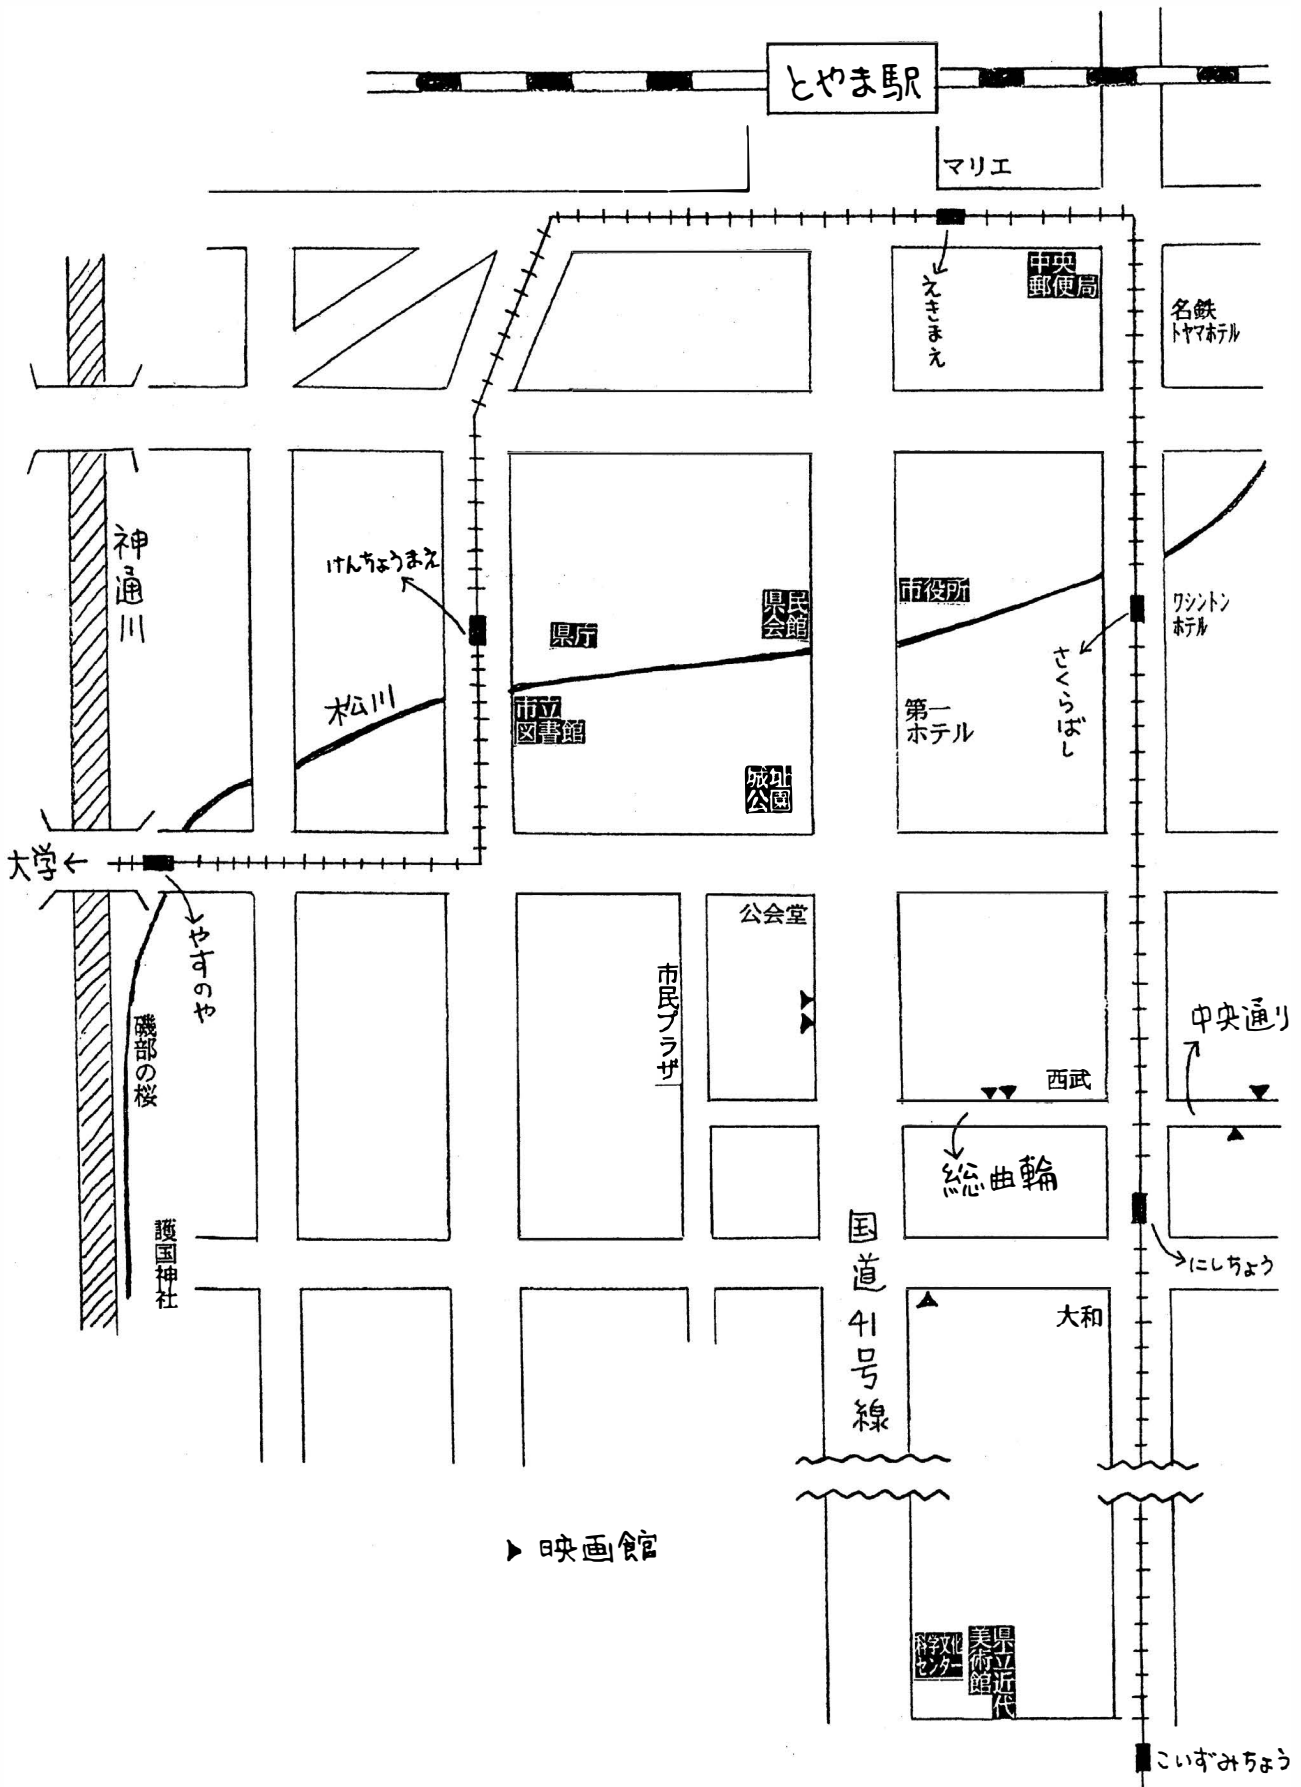 とやま駅
マリエ
えきまえ
中央
郵便局
名鉄
トヤマホテル
神通川
けんちょうまえ
県庁
県民
会館
市役所
ワシントン
ホテル
さくらばし
松川
市立
図書館
第一
ホテル
城址
公園
大学←
やすのや
公会堂
市民プラザ
磯部の桜
中央通り
西武
総曲輪
護国神社
国道41号線
にしちょう
大和
映画館
科学文化
センター
県立近代
美術館
こいずみちょう